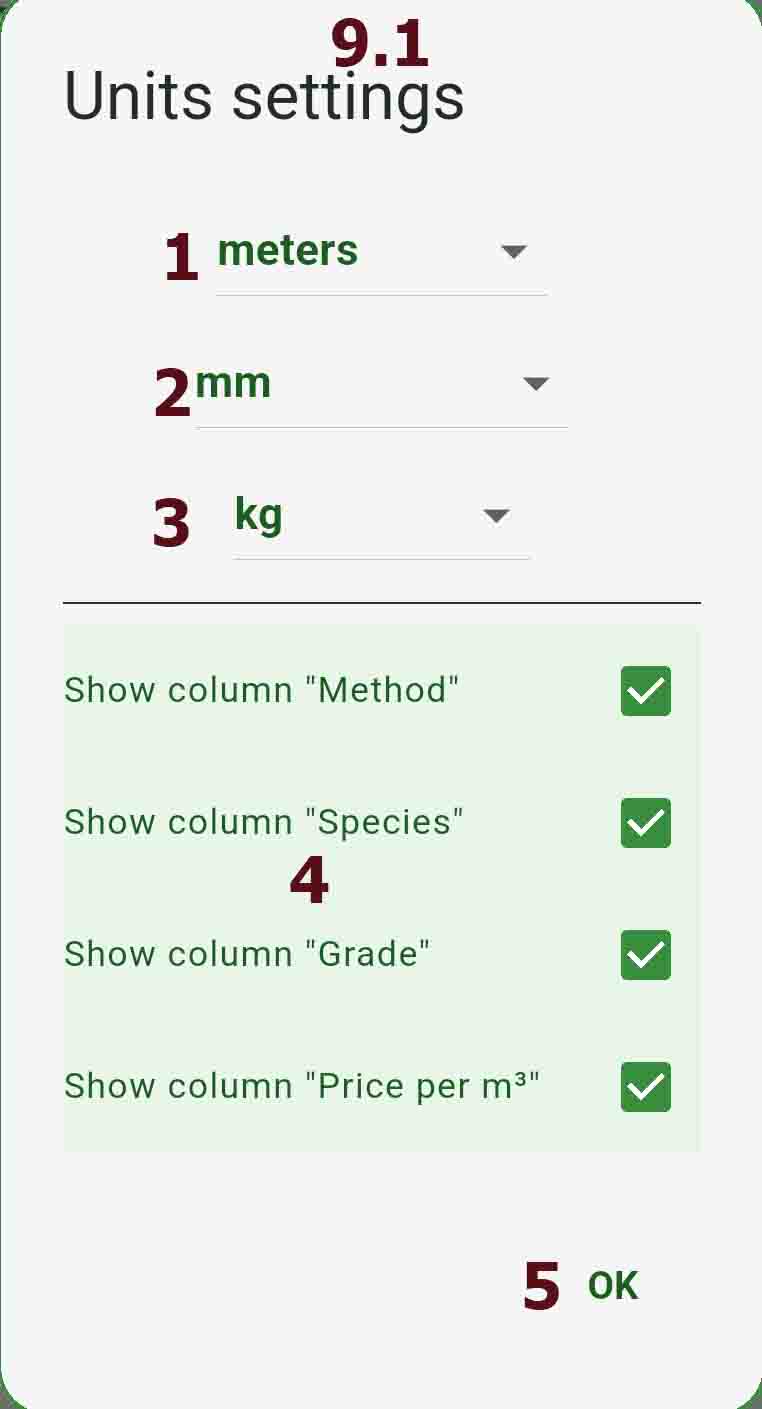 9.1
Units settings
1 meters
2 mm
3 kg
Show column "Method"
Show column "Species"
4
Show column "Grade"
Show column "Price per m³"
5 OK